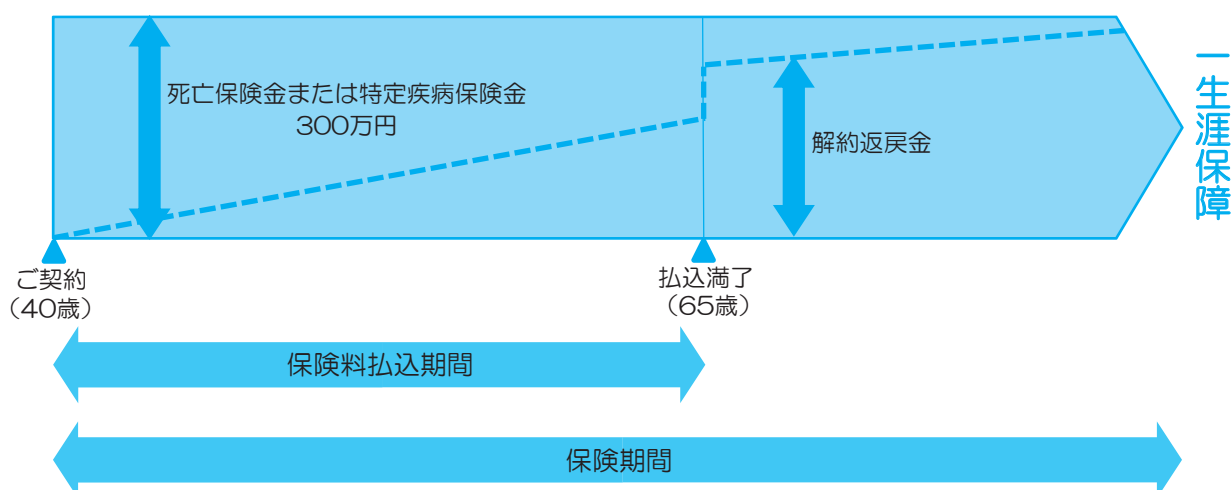 死亡保険金または特定疾病保険金
300万円
解約返戻金
一生涯保障
ご契約
(40歳)
払込満了
(65歳)
保険料払込期間
保険期間